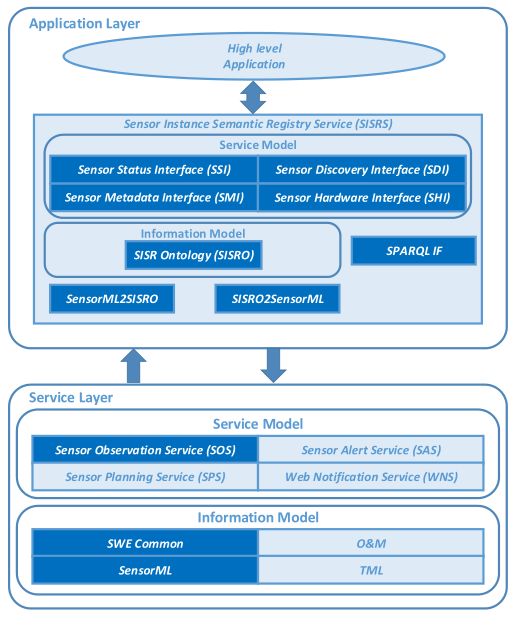 Application Layer
High level
Application
Sensor Instance Semantic Registry Service (SISRS)
Service Model
Sensor Status Interface (SSI)
Sensor Discovery Interface (SDI)
Sensor Metadata Interface (SMI)
Sensor Hardware Interface (SHI)
Information Model
SISR Ontology (SISRO)
SPARQL IF
SensorML2SISRO
SISRO2SensorML
Service Layer
Service Model
Sensor Observation Service (SOS)
Sensor Alert Service (SAS)
Sensor Planning Service (SPS)
Web Notification Service (WNS)
Information Model
SWE Common
O&M
SensorML
TML